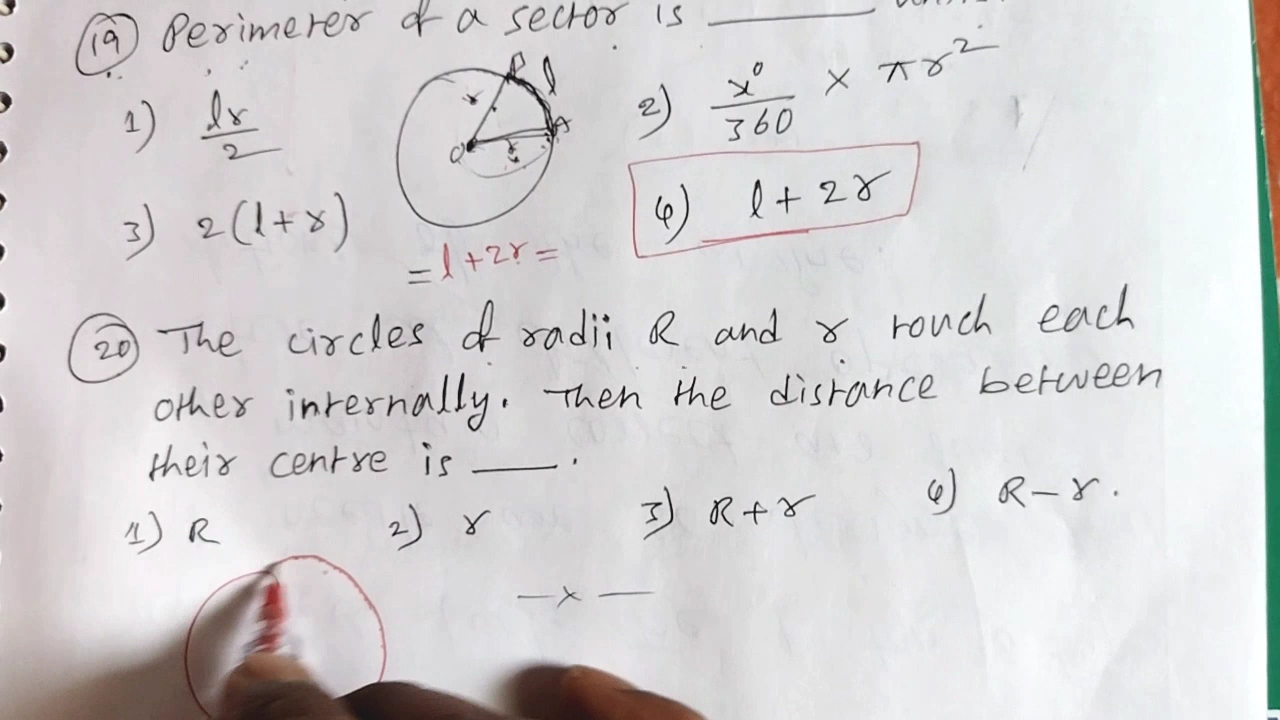 (19) Perimeter of a sector is ______
1) lr/2
2) x°/360 × πr²
3) 2(l+r)
4) l + 2r
P
l
r
O
A
r
= l + 2r =
(20) The circles of radii R and r touch each
other internally. Then the distance between
their centre is ____.
1) R 2) r 3) R + r 4) R - r.
— x —